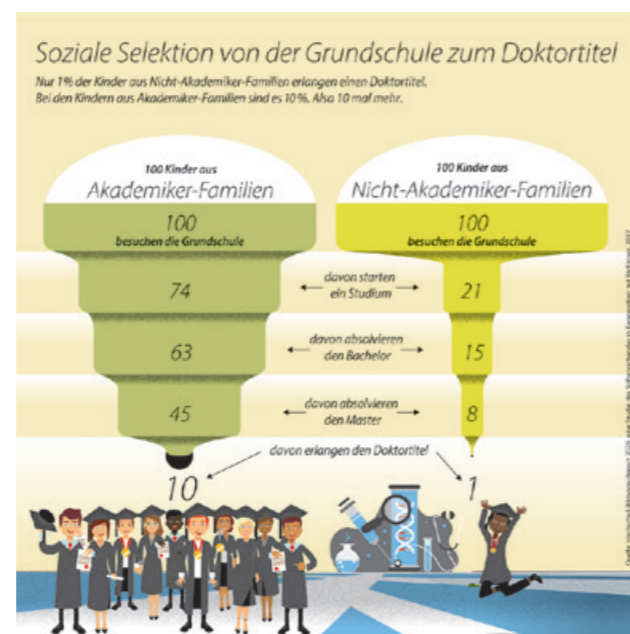 Soziale Selektion von der Grundschule zum Doktortitel
Nur 1% der Kinder aus Nicht-Akademiker-Familien erlangen einen Doktortitel.
Bei den Kindern aus Akademiker-Familien sind es 10%. Also 10 mal mehr.
100 Kinder aus
Akademiker-Familien
100
besuchen die Grundschule
100 Kinder aus
Nicht-Akademiker-Familien
100
besuchen die Grundschule
74
davon starten
ein Studium
21
63
davon absolvieren
den Bachelor
15
45
davon absolvieren
den Master
8
davon erlangen den Doktortitel
10
1